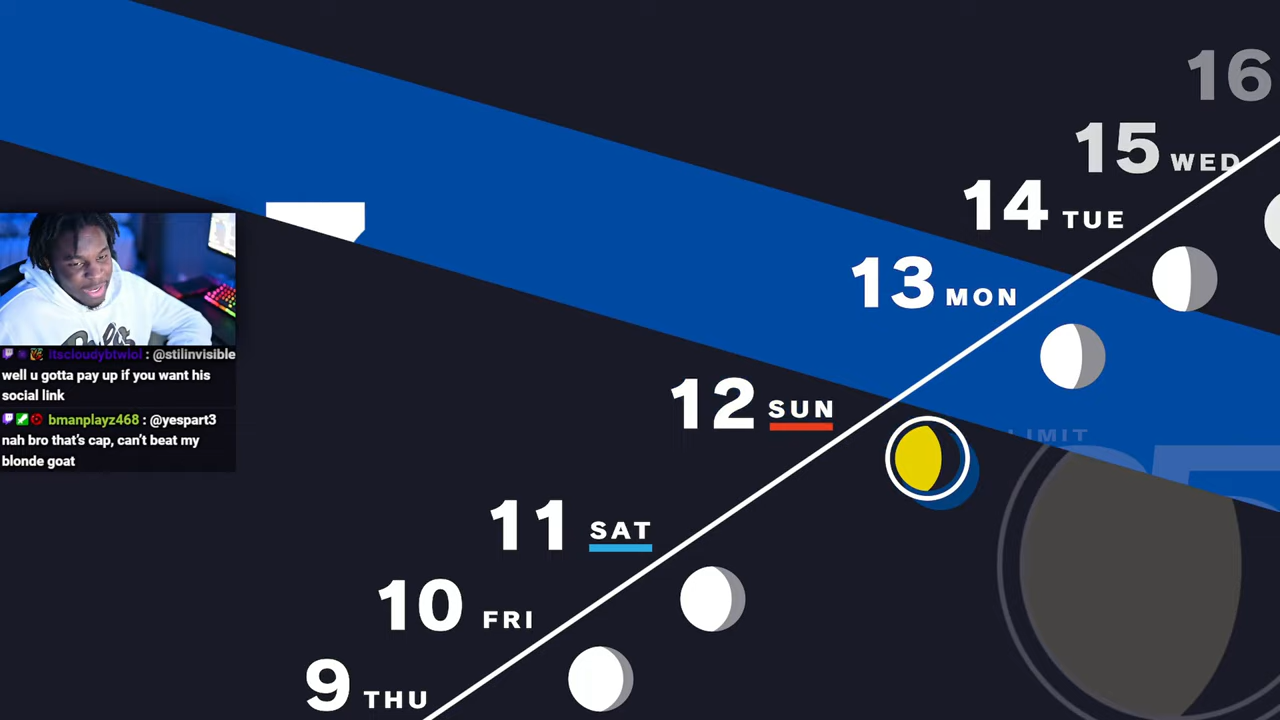 16
15 WED
14 TUE
13 MON
12 SUN
11 SAT
10 FRI
9 THU
LIMIT
itscloudybtwlol : @stilinvisible
well u gotta pay up if you want his
social link
bmanplayz468 : @yespart3
nah bro that's cap, can't beat my
blonde goat